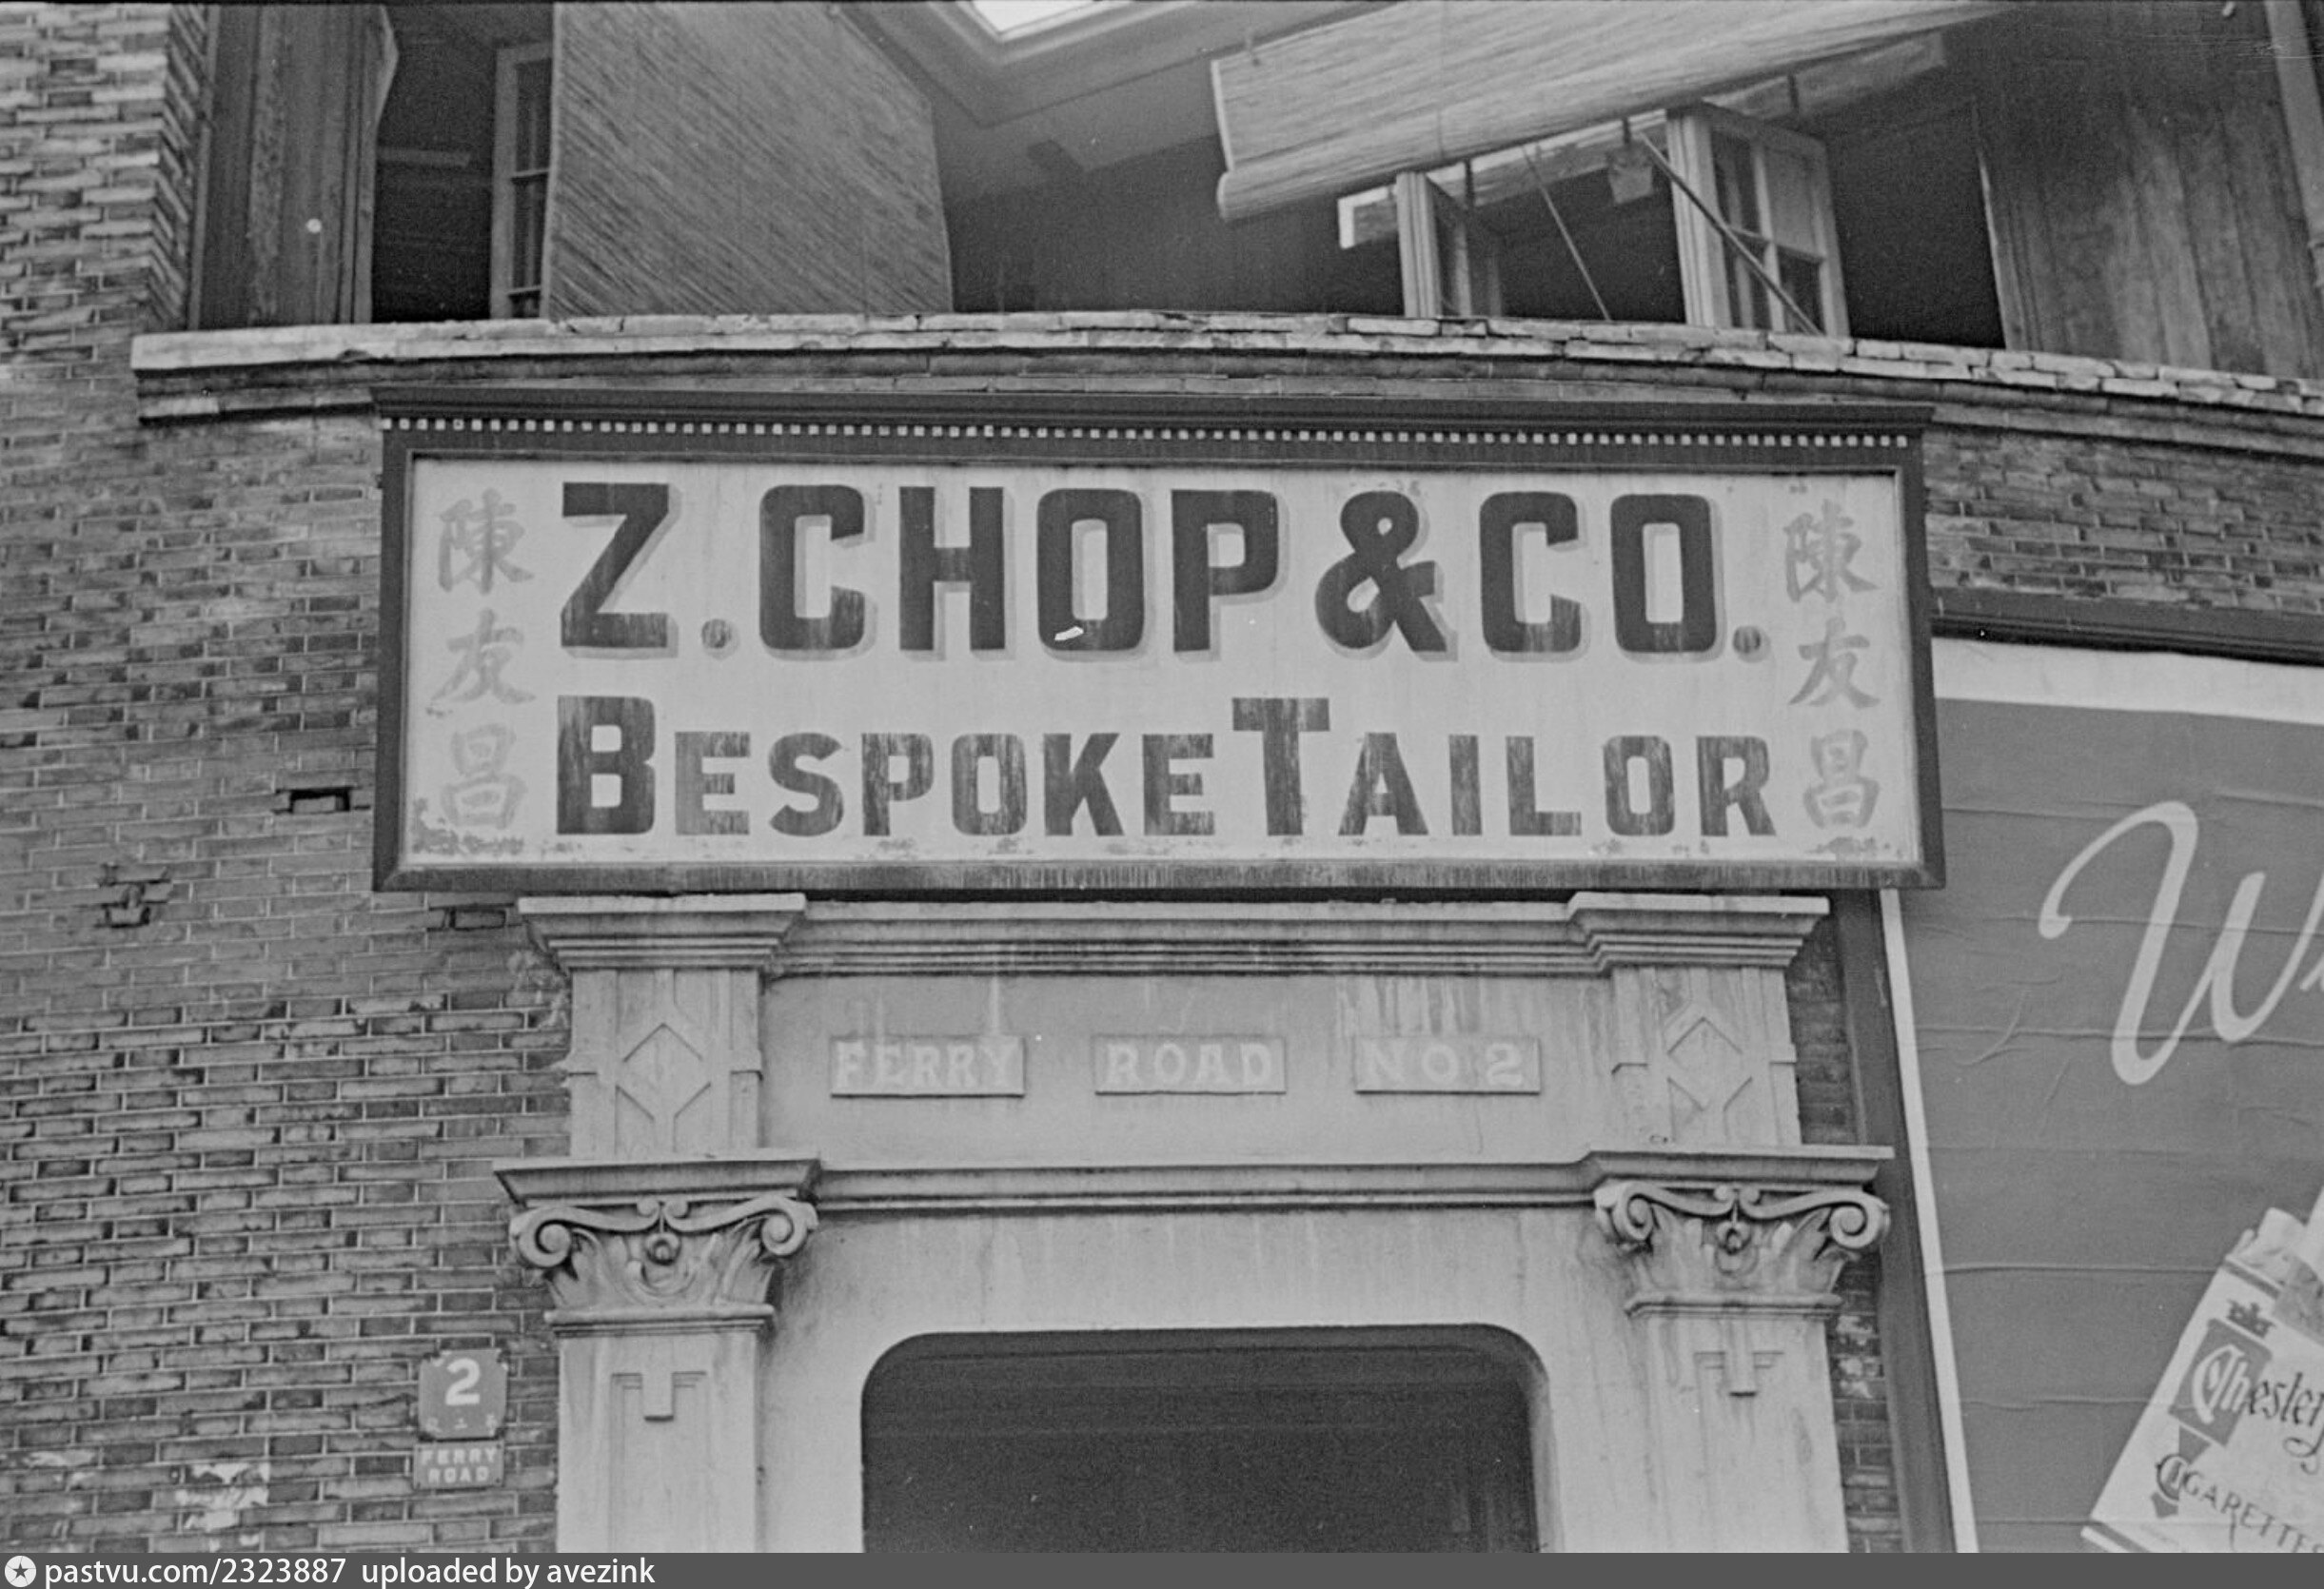 陳友昌
Z. CHOP & CO.
BESPOKE TAILOR
陳友昌
FERRY ROAD NO 2
2
FERRY
ROAD
CIGARETTES
pastvu.com/2323887 uploaded by avezink